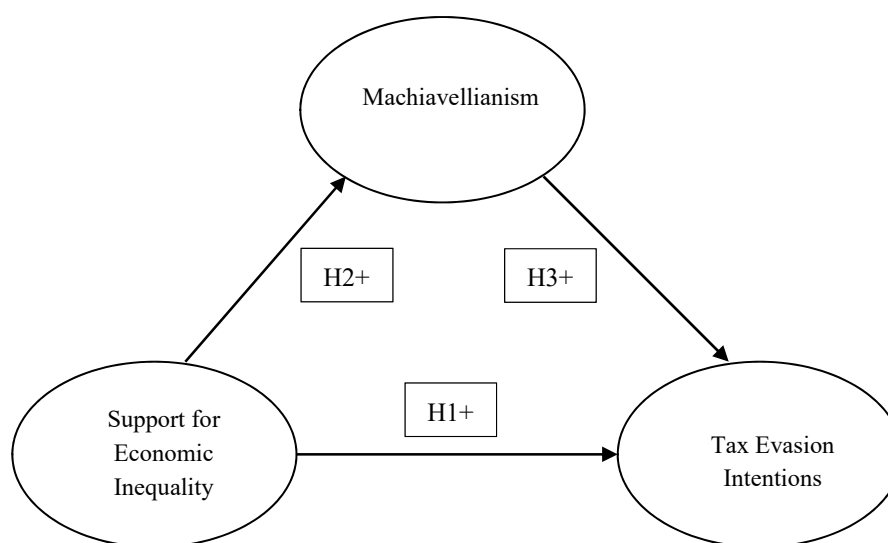 Machiavellianism
H2+
H3+
Support for
Economic
Inequality
H1+
Tax Evasion
Intentions